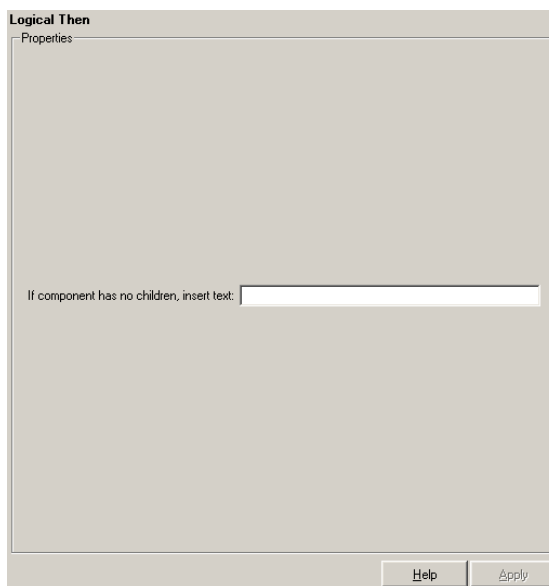 Logical Then
Properties
If component has no children, insert text:
Help
Apply